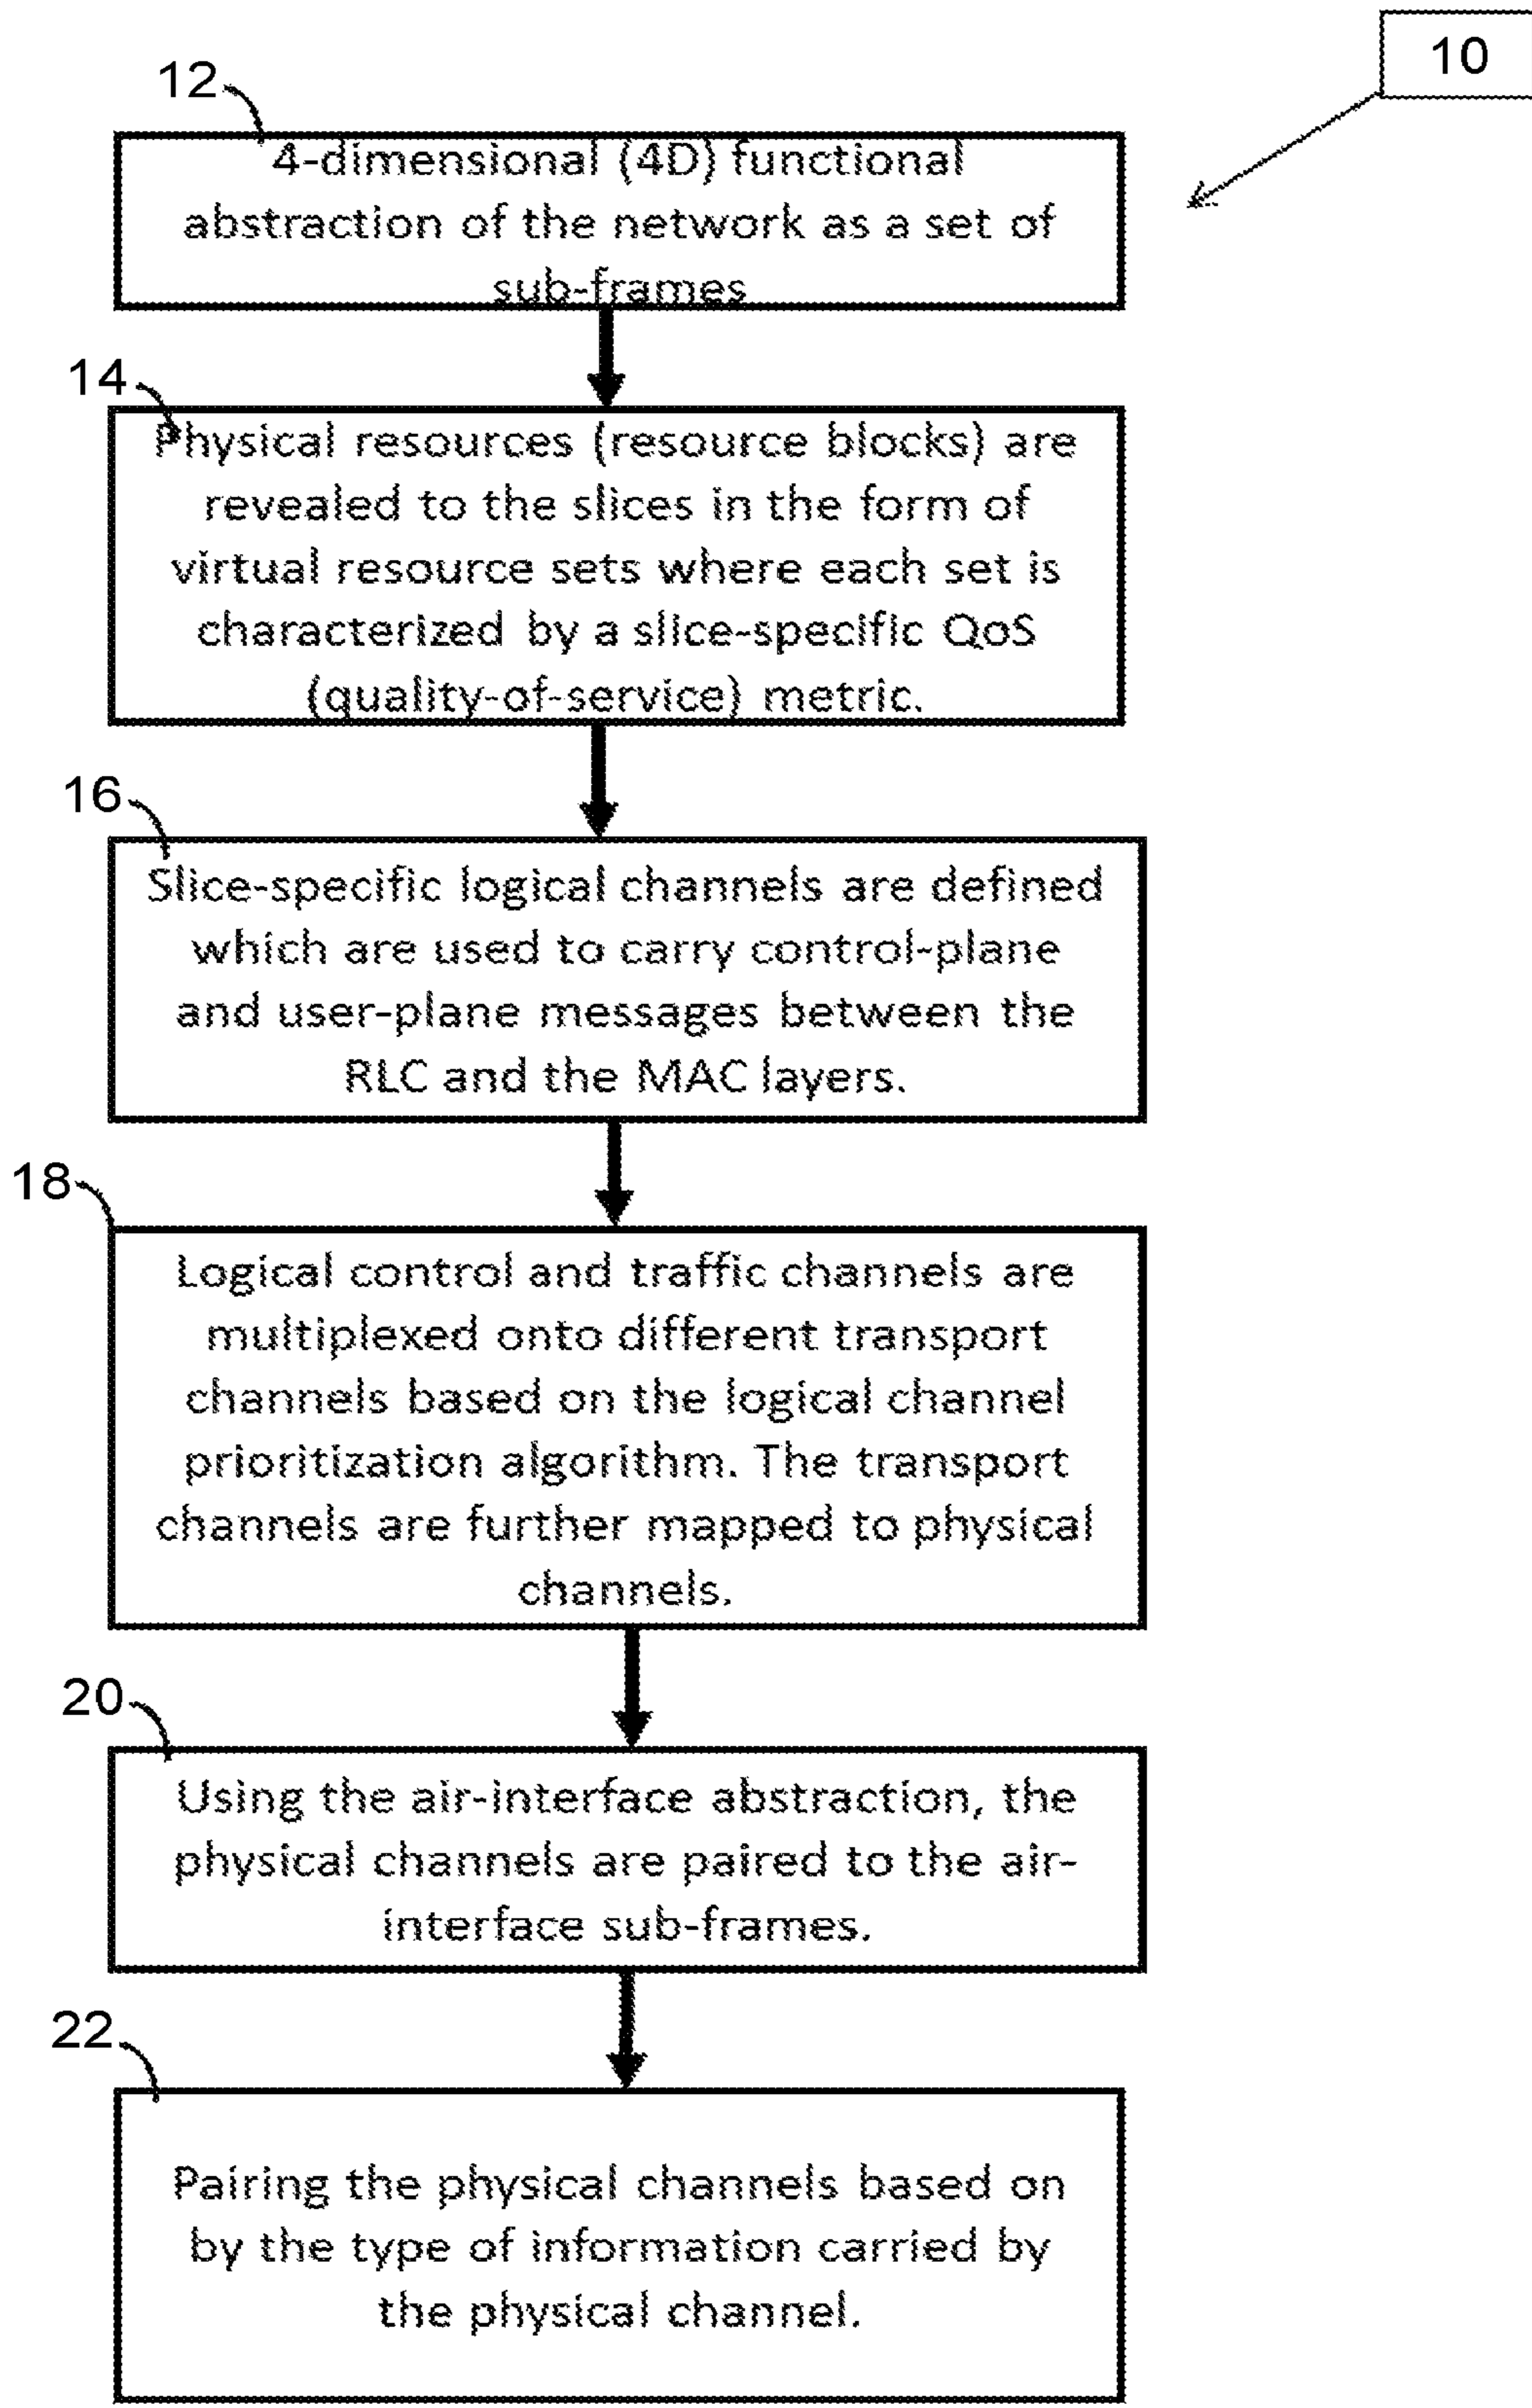 10
12
4-dimensional (4D) functional
abstraction of the network as a set of
sub-frames
14
Physical resources (resource blocks) are
revealed to the slices in the form of
virtual resource sets where each set is
characterized by a slice-specific QoS
(quality-of-service) metric.
16
Slice-specific logical channels are defined
which are used to carry control-plane
and user-plane messages between the
RLC and the MAC layers.
18
Logical control and traffic channels are
multiplexed onto different transport
channels based on the logical channel
prioritization algorithm. The transport
channels are further mapped to physical
channels.
20
Using the air-interface abstraction, the
physical channels are paired to the air-
interface sub-frames.
22
Pairing the physical channels based on
by the type of information carried by
the physical channel.